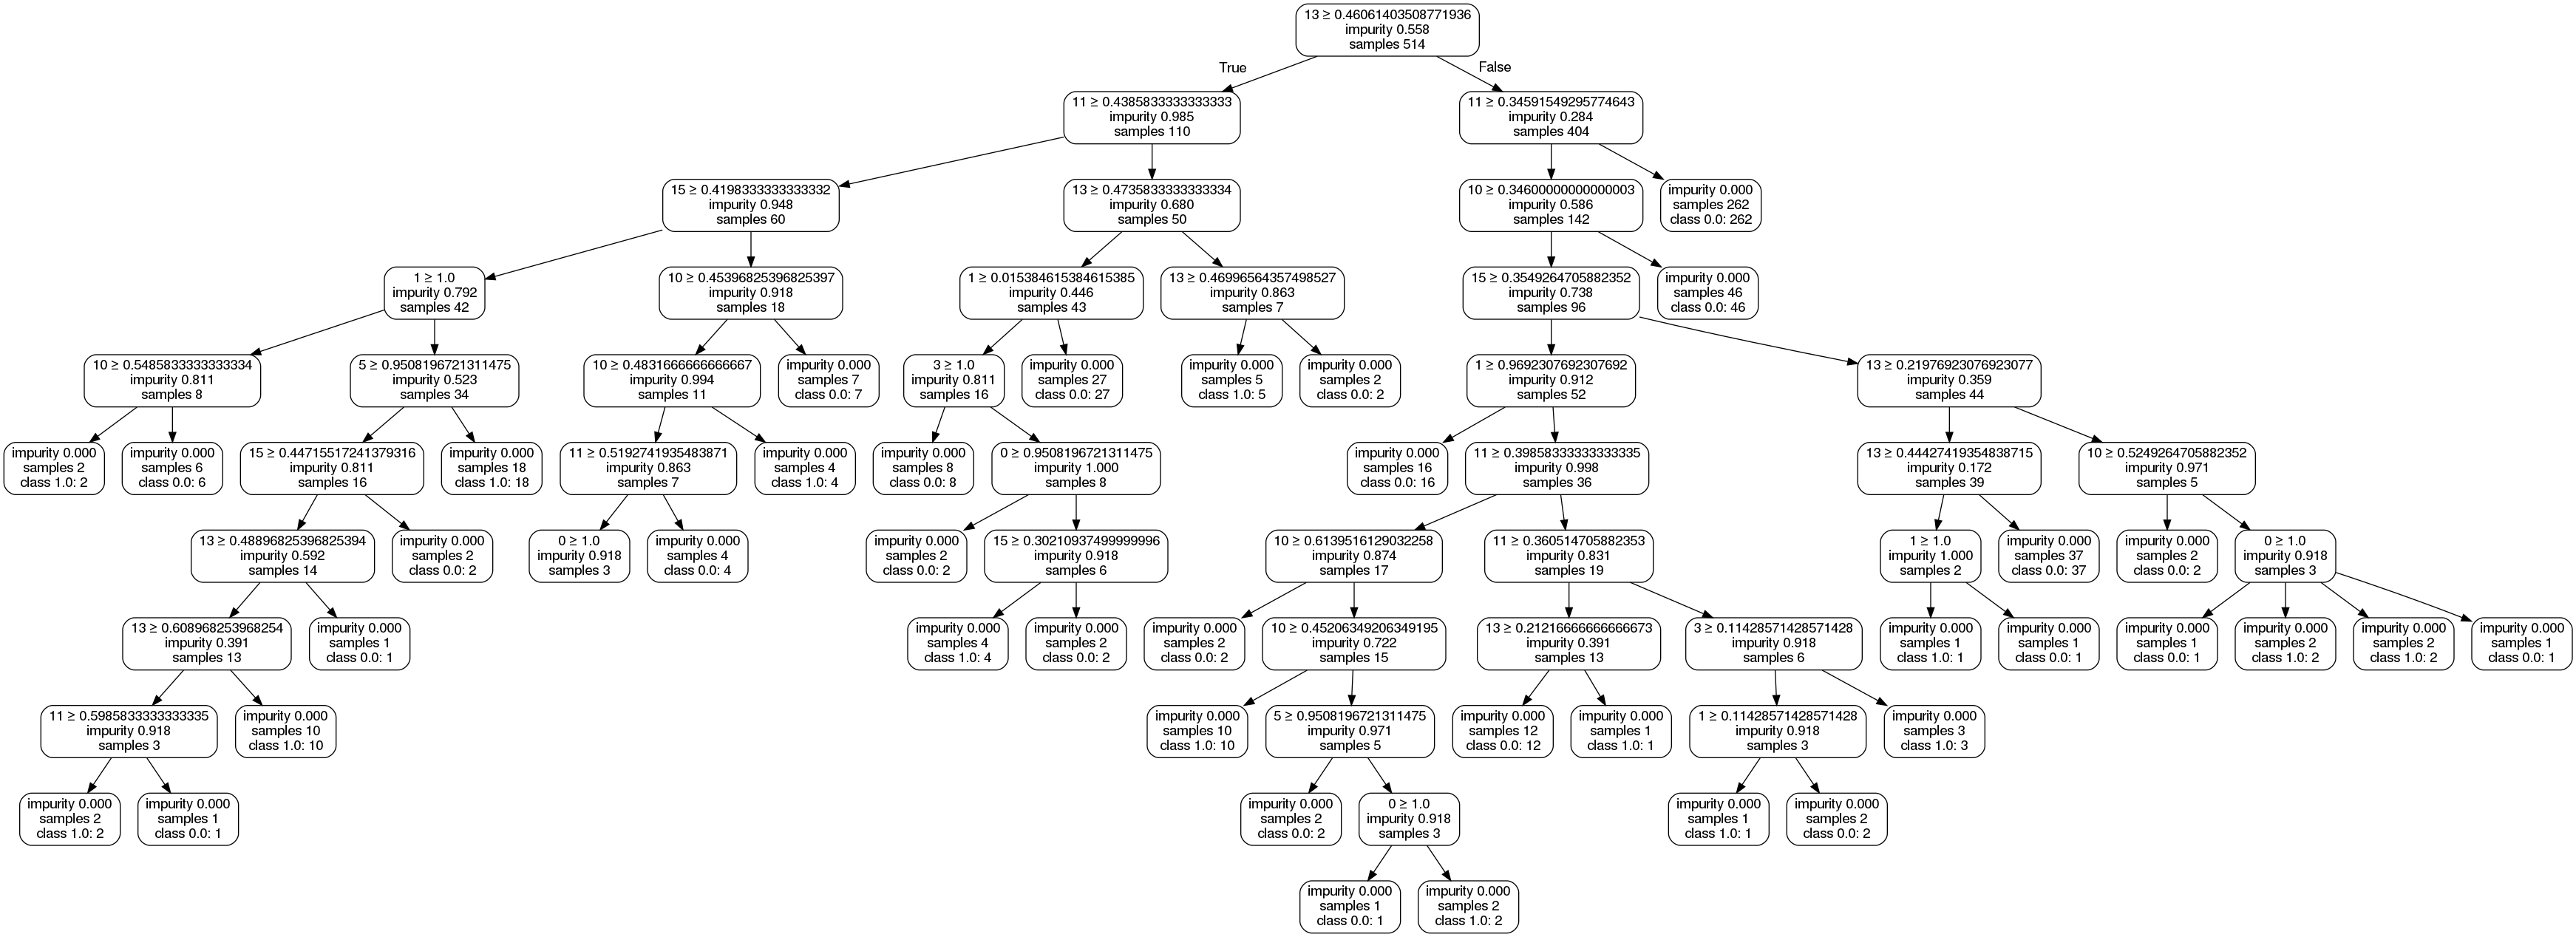 13 ≥ 0.46061403508771936
impurity 0.558
samples 514
True
False
11 ≥ 0.4385833333333333
impurity 0.985
samples 110
11 ≥ 0.34591549295774643
impurity 0.284
samples 404
15 ≥ 0.4198333333333332
impurity 0.948
samples 60
13 ≥ 0.4735833333333334
impurity 0.680
samples 50
10 ≥ 0.34600000000000003
impurity 0.586
samples 142
impurity 0.000
samples 262
class 0.0: 262
1 ≥ 1.0
impurity 0.792
samples 42
10 ≥ 0.45396825396825397
impurity 0.918
samples 18
1 ≥ 0.015384615384615385
impurity 0.446
samples 43
13 ≥ 0.46996564357498527
impurity 0.863
samples 7
15 ≥ 0.3549264705882352
impurity 0.738
samples 96
impurity 0.000
samples 46
class 0.0: 46
10 ≥ 0.5485833333333334
impurity 0.811
samples 8
5 ≥ 0.9508196721311475
impurity 0.523
samples 34
10 ≥ 0.4831666666666667
impurity 0.994
samples 11
impurity 0.000
samples 7
class 0.0: 7
3 ≥ 1.0
impurity 0.811
samples 16
impurity 0.000
samples 27
class 0.0: 27
impurity 0.000
samples 5
class 1.0: 5
impurity 0.000
samples 2
class 0.0: 2
1 ≥ 0.9692307692307692
impurity 0.912
samples 52
13 ≥ 0.21976923076923077
impurity 0.359
samples 44
impurity 0.000
samples 2
class 1.0: 2
impurity 0.000
samples 6
class 0.0: 6
15 ≥ 0.44715517241379316
impurity 0.811
samples 16
impurity 0.000
samples 18
class 1.0: 18
11 ≥ 0.5192741935483871
impurity 0.863
samples 7
impurity 0.000
samples 4
class 1.0: 4
impurity 0.000
samples 8
class 0.0: 8
0 ≥ 0.9508196721311475
impurity 1.000
samples 8
impurity 0.000
samples 16
class 0.0: 16
11 ≥ 0.39858333333333335
impurity 0.998
samples 36
13 ≥ 0.44427419354838715
impurity 0.172
samples 39
10 ≥ 0.5249264705882352
impurity 0.971
samples 5
13 ≥ 0.48896825396825394
impurity 0.592
samples 14
impurity 0.000
samples 2
class 0.0: 2
0 ≥ 1.0
impurity 0.918
samples 3
impurity 0.000
samples 4
class 0.0: 4
impurity 0.000
samples 2
class 0.0: 2
15 ≥ 0.30210937499999996
impurity 0.918
samples 6
10 ≥ 0.6139516129032258
impurity 0.874
samples 17
11 ≥ 0.360514705882353
impurity 0.831
samples 19
1 ≥ 1.0
impurity 1.000
samples 2
impurity 0.000
samples 37
class 0.0: 37
impurity 0.000
samples 2
class 0.0: 2
0 ≥ 1.0
impurity 0.918
samples 3
13 ≥ 0.608968253968254
impurity 0.391
samples 13
impurity 0.000
samples 1
class 0.0: 1
impurity 0.000
samples 4
class 1.0: 4
impurity 0.000
samples 2
class 0.0: 2
impurity 0.000
samples 2
class 0.0: 2
10 ≥ 0.45206349206349195
impurity 0.722
samples 15
13 ≥ 0.21216666666666673
impurity 0.391
samples 13
3 ≥ 0.11428571428571428
impurity 0.918
samples 6
impurity 0.000
samples 1
class 1.0: 1
impurity 0.000
samples 1
class 0.0: 1
impurity 0.000
samples 1
class 0.0: 1
impurity 0.000
samples 2
class 1.0: 2
impurity 0.000
samples 2
class 1.0: 2
impurity 0.000
samples 1
class 0.0: 1
11 ≥ 0.5985833333333335
impurity 0.918
samples 3
impurity 0.000
samples 10
class 1.0: 10
impurity 0.000
samples 10
class 1.0: 10
5 ≥ 0.9508196721311475
impurity 0.971
samples 5
impurity 0.000
samples 12
class 0.0: 12
impurity 0.000
samples 1
class 1.0: 1
1 ≥ 0.11428571428571428
impurity 0.918
samples 3
impurity 0.000
samples 3
class 1.0: 3
impurity 0.000
samples 2
class 1.0: 2
impurity 0.000
samples 1
class 0.0: 1
impurity 0.000
samples 2
class 0.0: 2
0 ≥ 1.0
impurity 0.918
samples 3
impurity 0.000
samples 1
class 1.0: 1
impurity 0.000
samples 2
class 0.0: 2
impurity 0.000
samples 1
class 0.0: 1
impurity 0.000
samples 2
class 1.0: 2